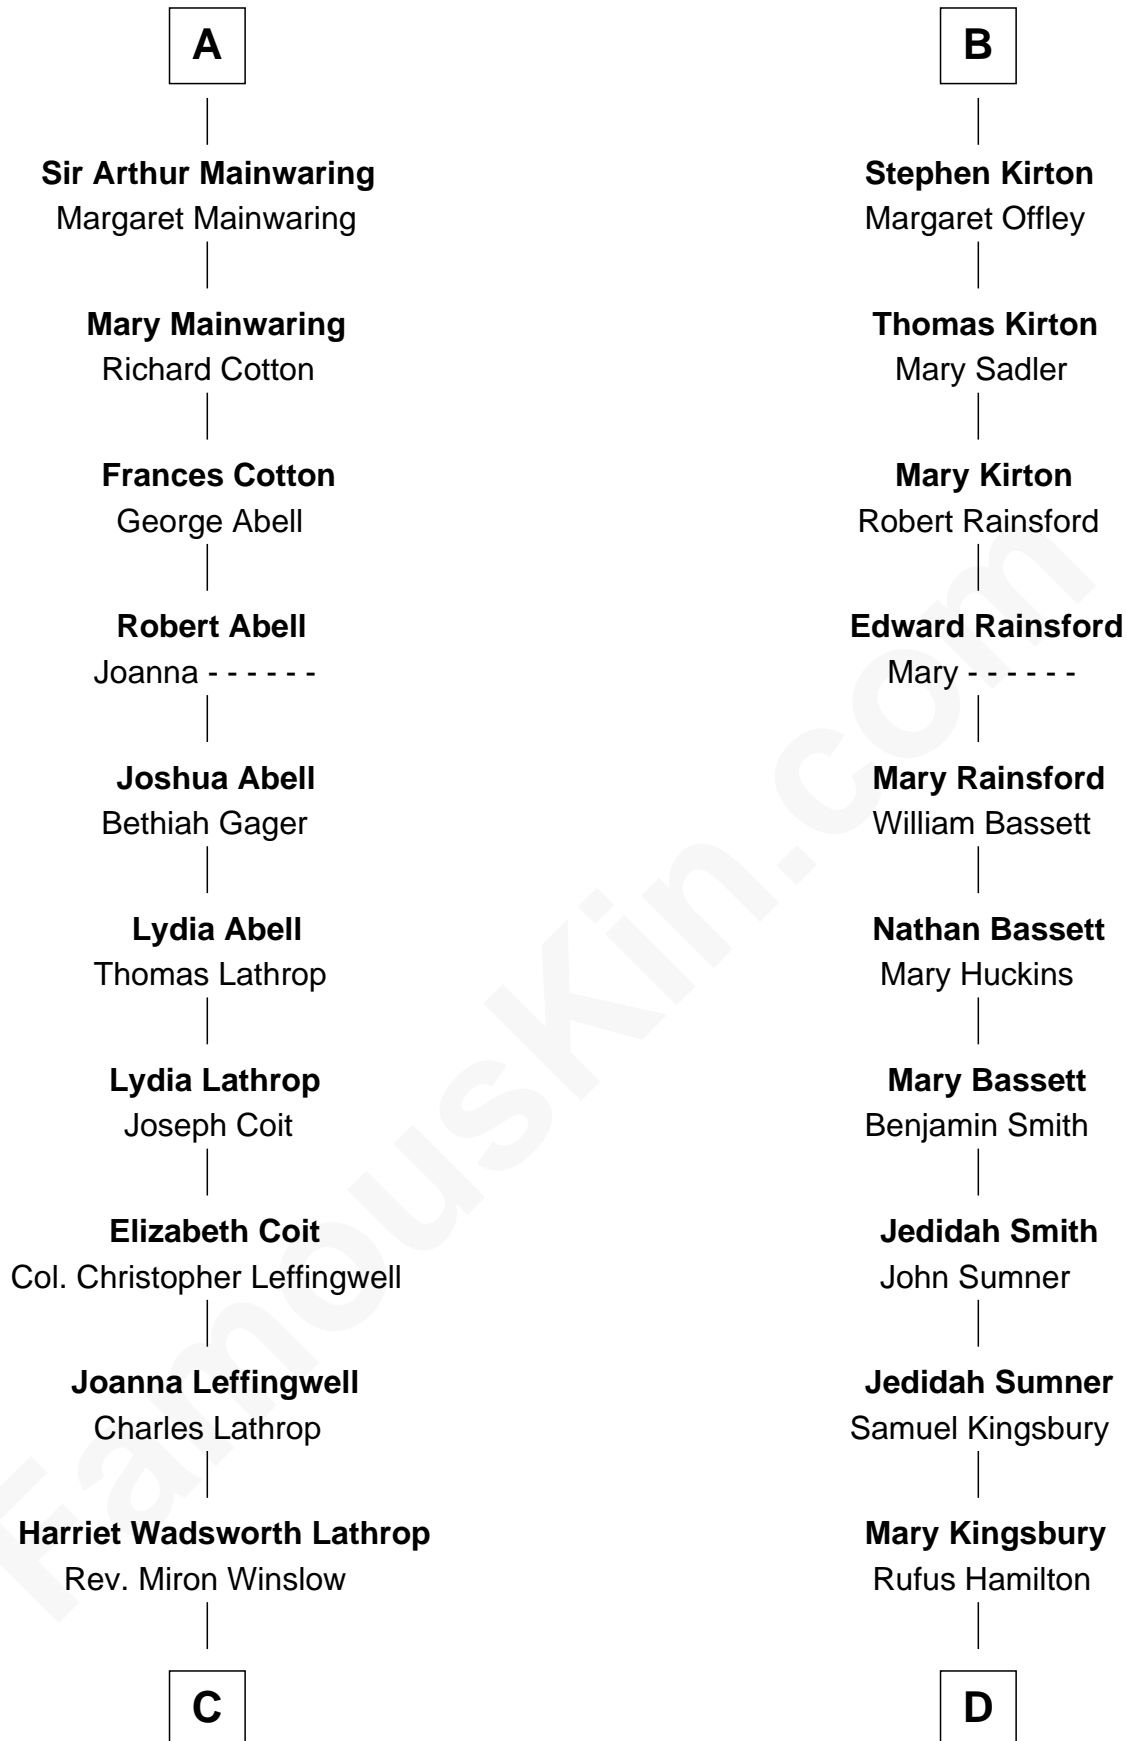 A
Sir Arthur Mainwaring
Margaret Mainwaring
Mary Mainwaring
Richard Cotton
Frances Cotton
George Abell
Robert Abell
Joanna - - - - - -
Joshua Abell
Bethiah Gager
Lydia Abell
Thomas Lathrop
Lydia Lathrop
Joseph Coit
Elizabeth Coit
Col. Christopher Leffingwell
Joanna Leffingwell
Charles Lathrop
Harriet Wadsworth Lathrop
Rev. Miron Winslow
C
B
Stephen Kirton
Margaret Offley
Thomas Kirton
Mary Sadler
Mary Kirton
Robert Rainsford
Edward Rainsford
Mary - - - - - -
Mary Rainsford
William Bassett
Nathan Bassett
Mary Huckins
Mary Bassett
Benjamin Smith
Jedidah Smith
John Sumner
Jedidah Sumner
Samuel Kingsbury
Mary Kingsbury
Rufus Hamilton
D
FamousKin.com